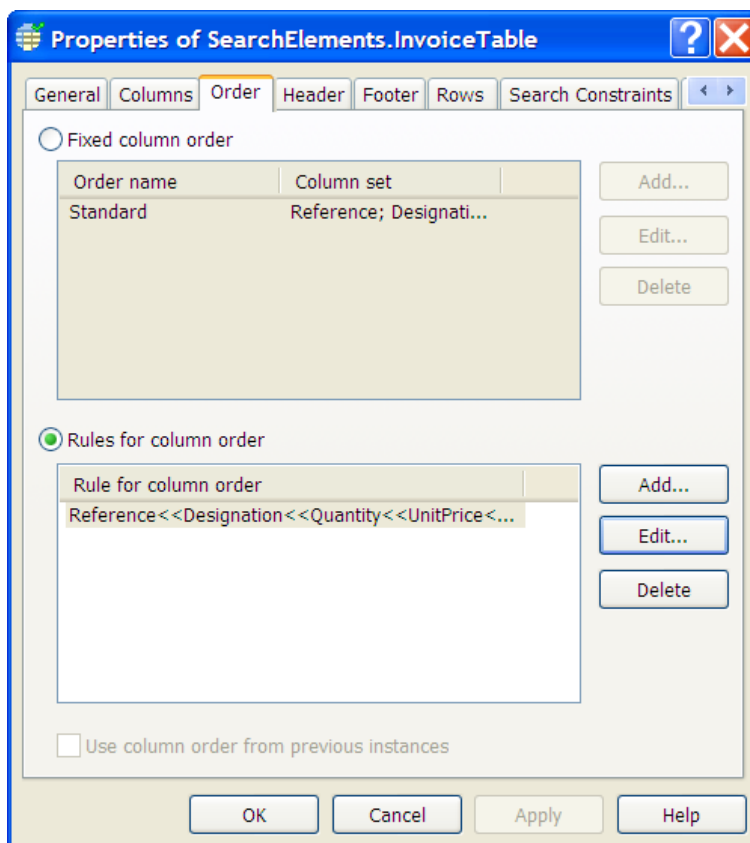 Properties of SearchElements.InvoiceTable
General Columns Order Header Footer Rows Search Constraints
Fixed column order
Order name Column set
Add...
Standard Reference; Designati...
Edit...
Delete
Rules for column order
Rule for column order
Add...
Reference<<Designation<<Quantity<<UnitPrice<...
Edit...
Delete
Use column order from previous instances
OK Cancel Apply Help